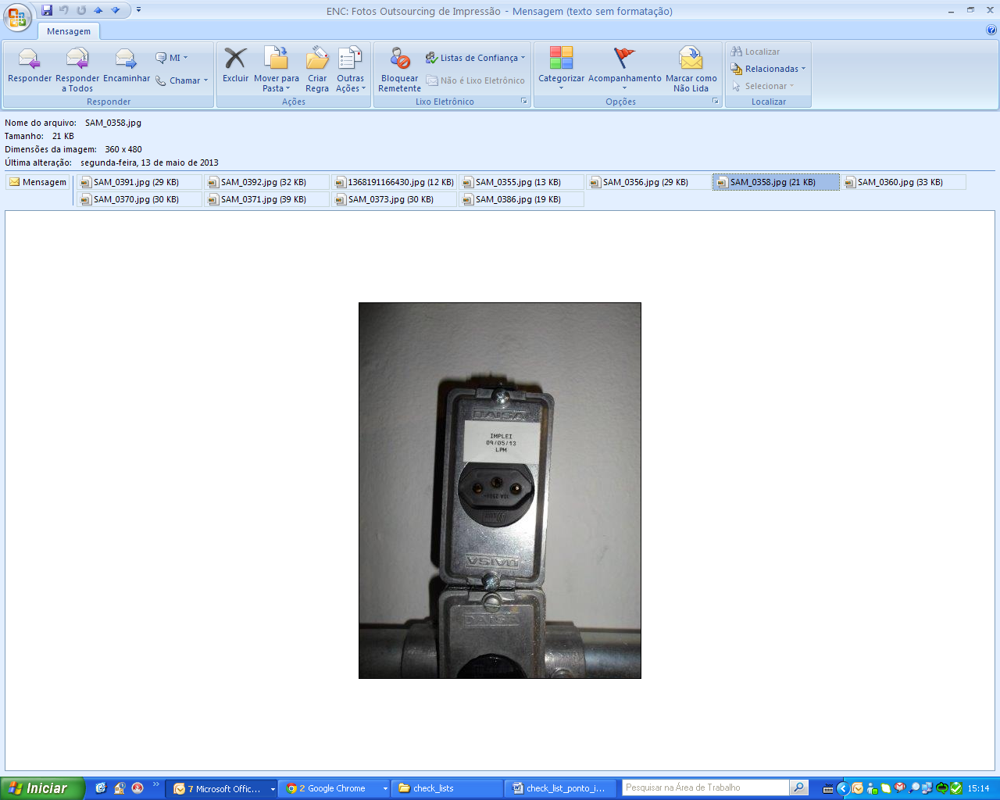 ENC: Fotos Outsourcing de Impressão - Mensagem (texto sem formatação)
Mensagem
Responder
Responder a Todos
Encaminhar
MI
Chamar
Responder
Excluir
Mover para Pasta
Criar Regra
Outras Ações
Ações
Bloquear Remetente
Listas de Confiança
Não é Lixo Eletrônico
Lixo Eletrônico
Categorizar
Acompanhamento
Marcar como Não Lida
Opções
Localizar
Relacionadas
Selecionar
Localizar
Nome do arquivo: SAM_0358.jpg
Tamanho: 21 KB
Dimensões da imagem: 360 x 480
Última alteração: segunda-feira, 13 de maio de 2013
Mensagem
SAM_0391.jpg (29 KB)
SAM_0392.jpg (32 KB)
1368191166430.jpg (12 KB)
SAM_0355.jpg (13 KB)
SAM_0356.jpg (29 KB)
SAM_0358.jpg (21 KB)
SAM_0360.jpg (33 KB)
SAM_0370.jpg (30 KB)
SAM_0371.jpg (39 KB)
SAM_0373.jpg (30 KB)
SAM_0386.jpg (19 KB)
DAISA
IMPLEI
09/05/13
LPM
DAISA
DAISA
Iniciar
7 Microsoft Offic...
2 Google Chrome
check_lists
check_list_ponto_i...
Pesquisar na Área de Trabalho
15:14